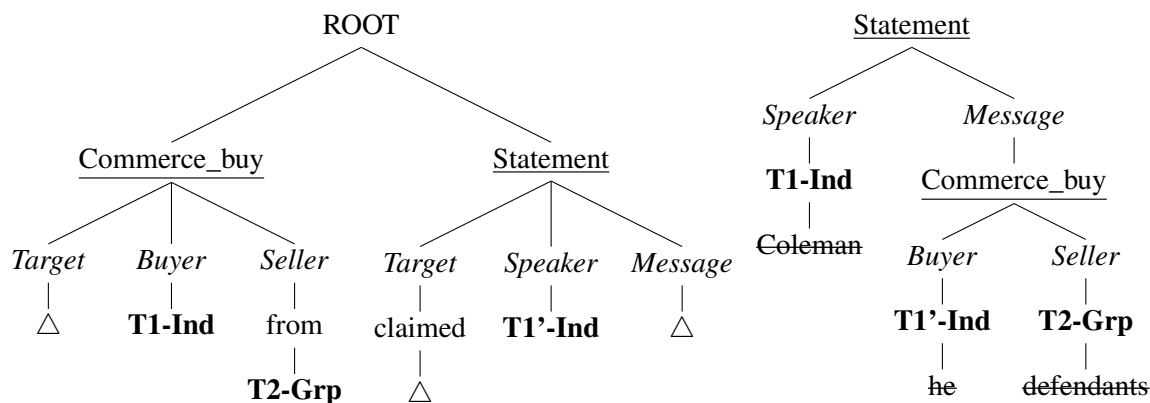 ROOT
Commerce_buy Statement
Target Buyer Seller Target Speaker Message
△ T1-Ind from claimed T1'-Ind △
T2-Grp △
Statement
Speaker Message
T1-Ind Commerce_buy
Coleman Buyer Seller
T1'-Ind T2-Grp
he defendants